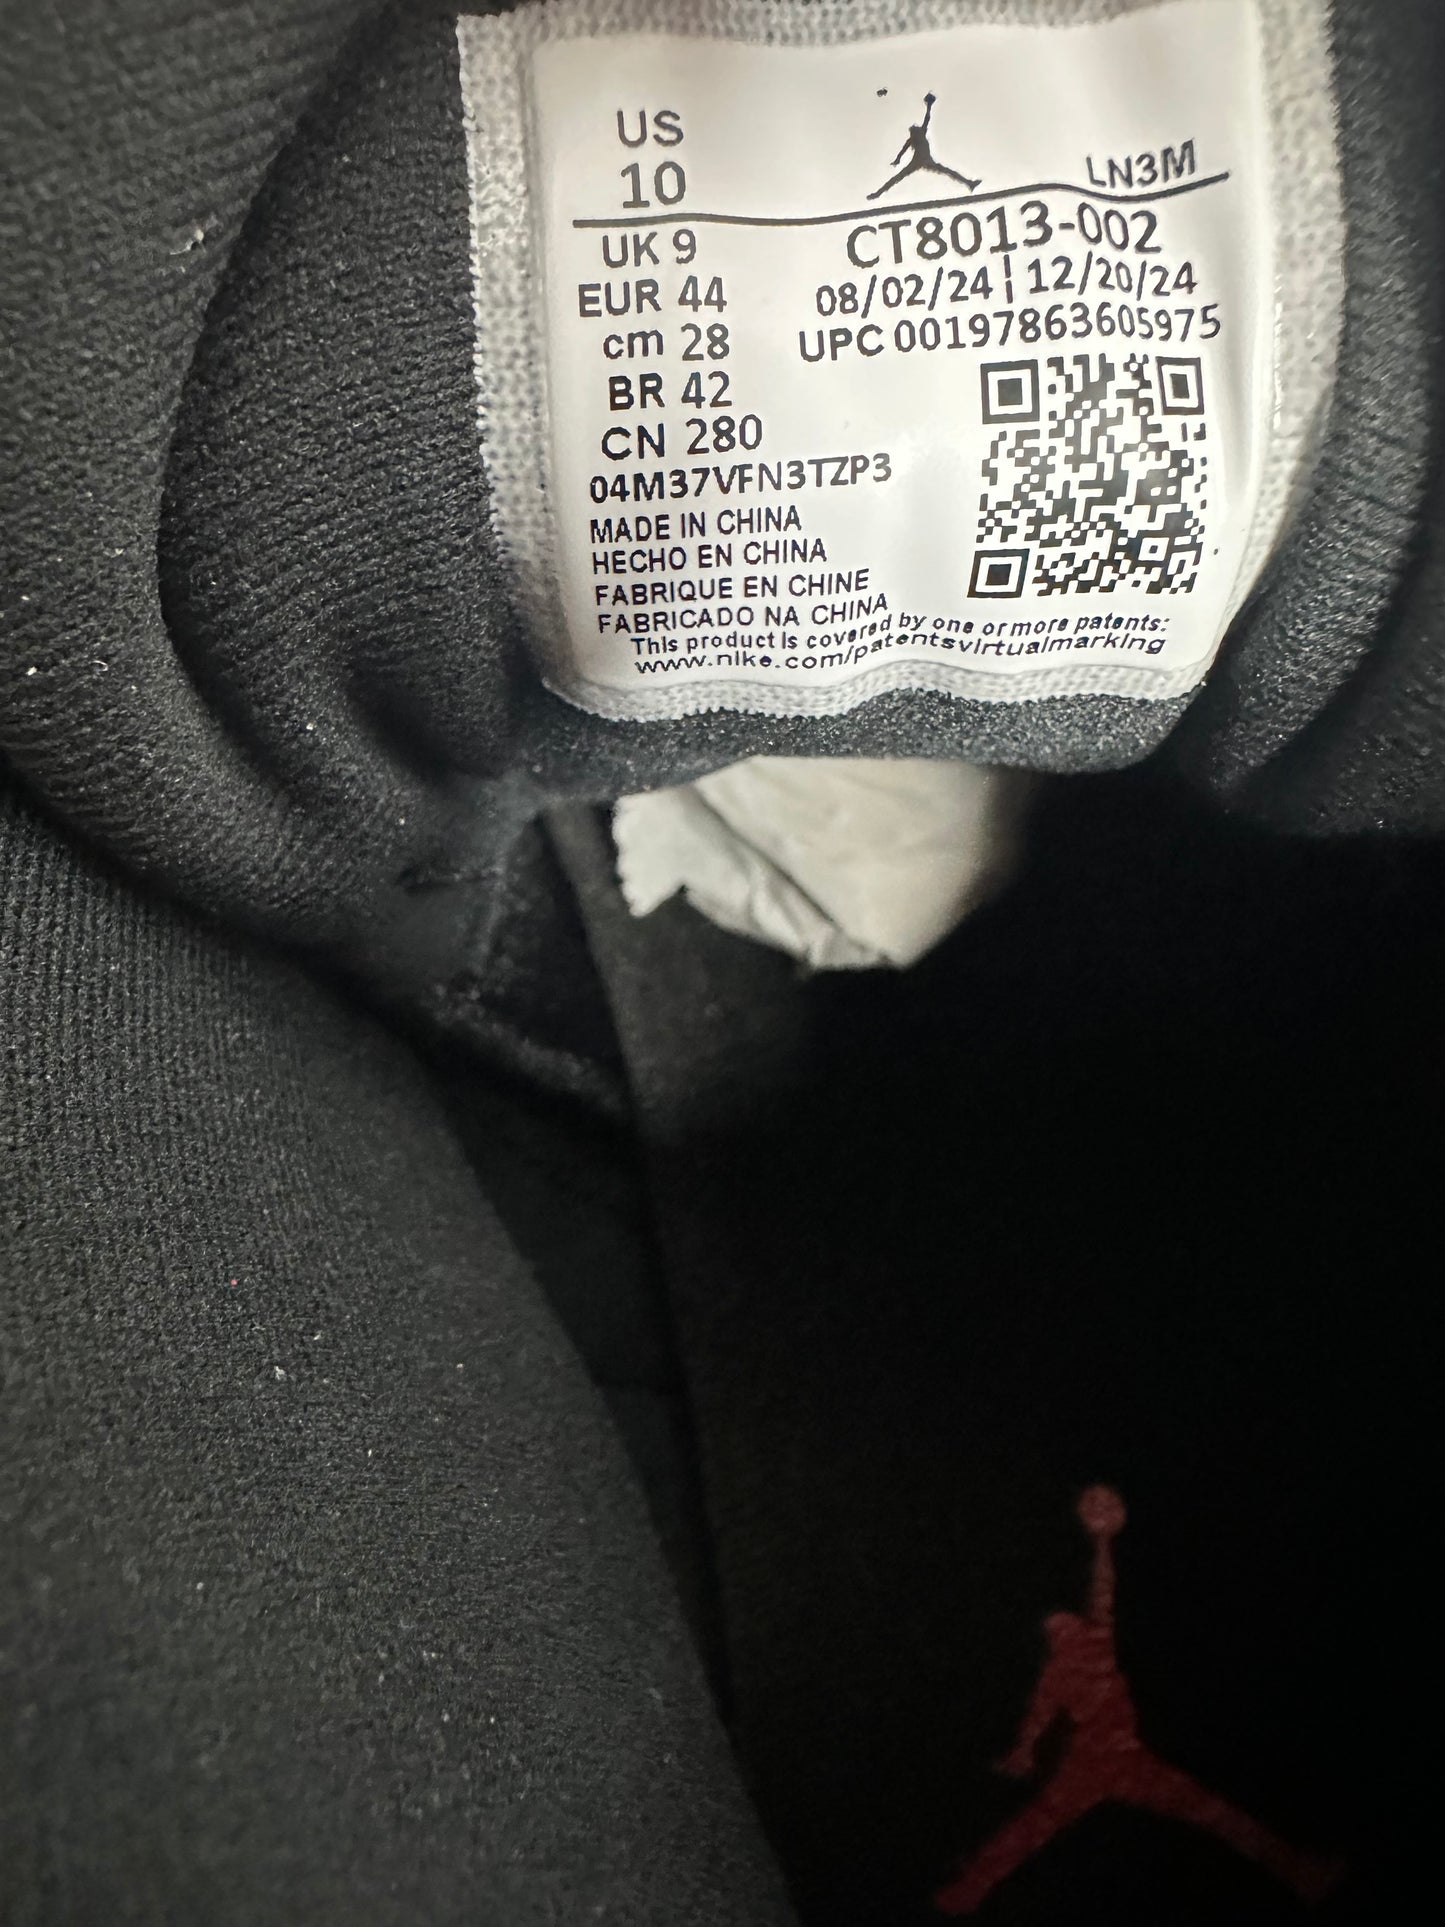 US
10
LN3M
UK 9
EUR 44
cm 28
BR 42
CN 280
CT8013-002
08/02/24 | 12/20/24
UPC 00197863605975
04M37VFN3TZP3
MADE IN CHINA
HECHO EN CHINA
FABRIQUE EN CHINE
FABRICADO NA CHINA
This product is covered by one or more patents:
www.nike.com/patentsvirtualmarking